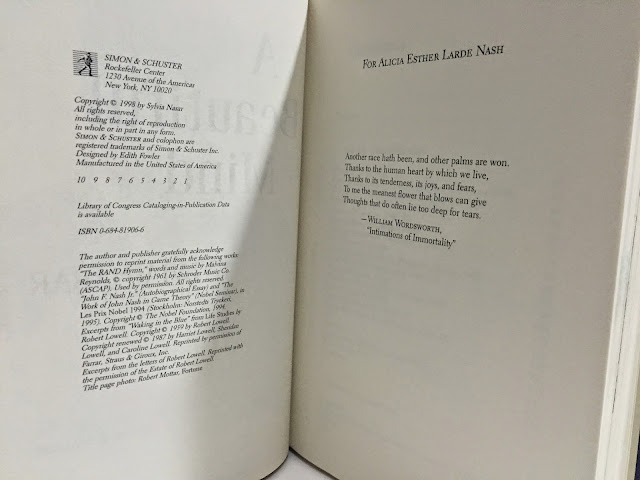 SIMON & SCHUSTER
Rockefeller Center
1230 Avenue of the Americas
New York, NY 10020
Copyright © 1998 by Sylvia Nasar
All rights reserved,
including the right of reproduction
in whole or in part in any form.
SIMON & SCHUSTER and colophon are
registered trademarks of Simon & Schuster Inc.
Designed by Edith Fowler
Manufactured in the United States of America
10 9 8 7 6 5 4 3 2 1
Library of Congress Cataloging-in-Publication Data
is available
ISBN 0-684-81906-6
The author and publisher gratefully acknowledge
permission to reprint material from the following works:
"The RAND Hymn," words and music by Malvina
Reynolds, © copyright 1961 by Schroder Music Co.
(ASCAP). Used by permission. All rights reserved.
"John F. Nash Jr." (Autobiographical Essay) and "The
Work of John Nash in Game Theory" (Nobel Seminar), in
Les Prix Nobel 1994 (Stockholm: Norstedts Tryckeri,
1995). Copyright © The Nobel Foundation, 1994.
Excerpts from "Waking in the Blue" from Life Studies by
Robert Lowell. Copyright © 1959 by Robert Lowell.
Copyright renewed © 1987 by Harriet Lowell, Sheridan
Lowell, and Caroline Lowell. Reprinted by permission of
Farrar, Straus & Giroux, Inc.
Excerpts from the letters of Robert Lowell. Reprinted with
the permission of the Estate of Robert Lowell.
Title page photo: Robert Mottar, Fortune.
FOR ALICIA ESTHER LARDE NASH
Another race hath been, and other palms are won.
Thanks to the human heart by which we live,
Thanks to its tenderness, its joys, and fears,
To me the meanest flower that blows can give
Thoughts that do often lie too deep for tears.
—WILLIAM WORDSWORTH,
"Intimations of Immortality"